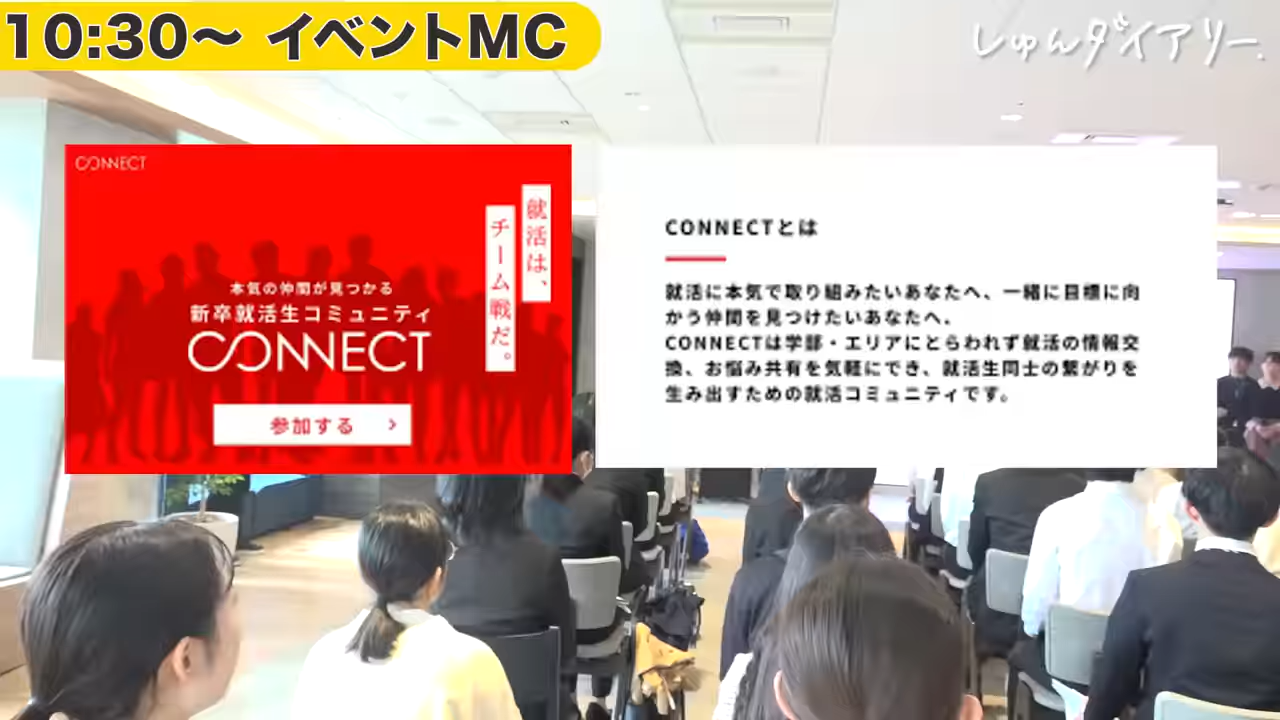 10:30〜 イベントMC
しゅんダイアリー.
CONNECT
就活は、
チーム戦だ。
本気の仲間が見つかる
新卒就活生コミュニティ
CONNECT
参加する
CONNECTとは
就活に本気で取り組みたいあなたへ、一緒に目標に向
かう仲間を見つけたいあなたへ、
CONNECTは学部・エリアにとらわれず就活の情報交
換、お悩み共有を気軽にでき、就活生同士の繋がりを
生み出すための就活コミュニティです。